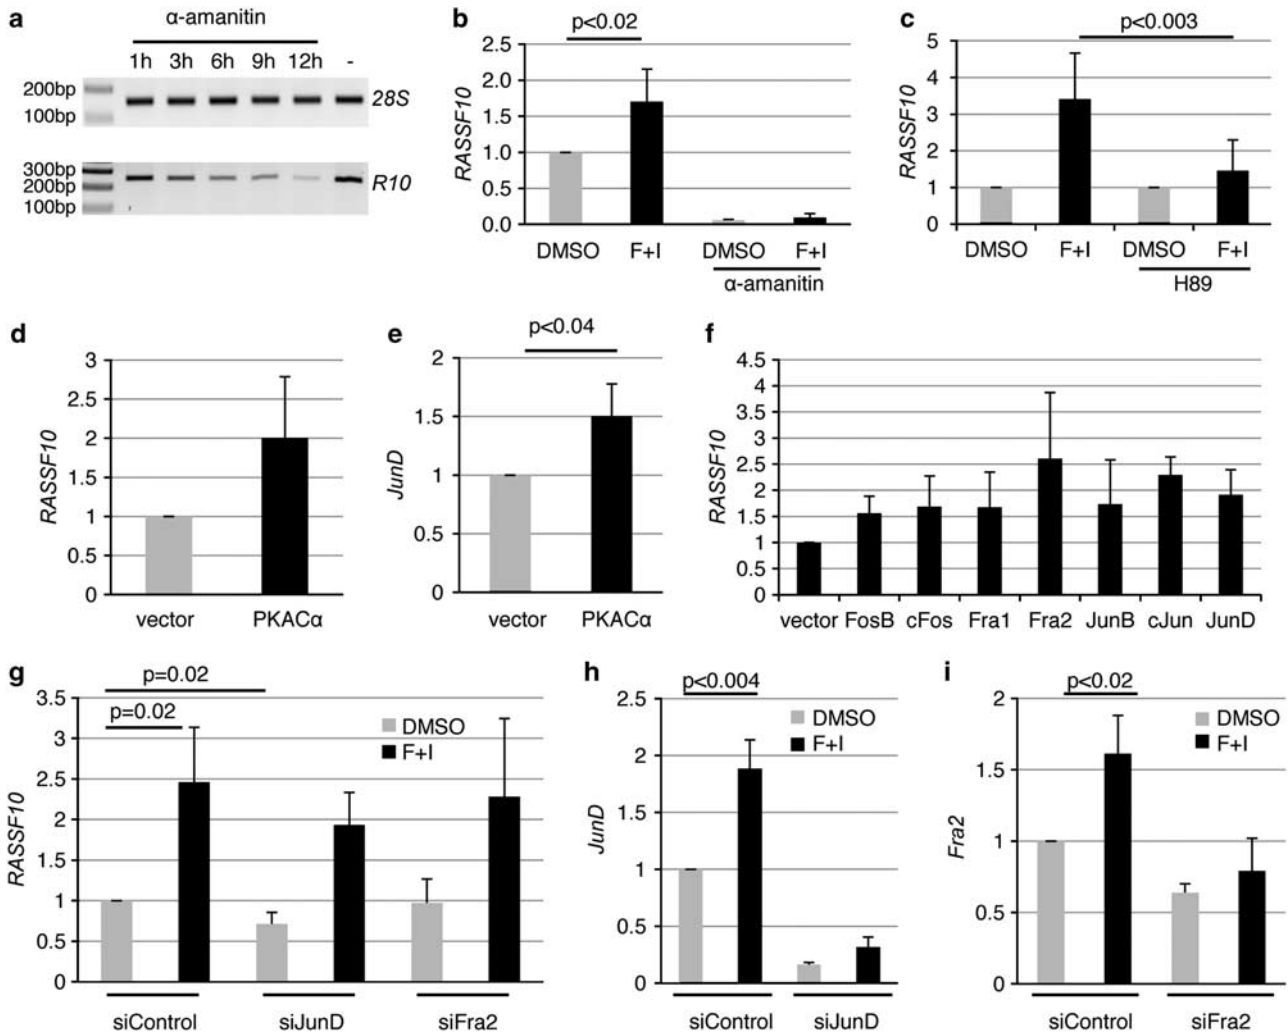 a
α-amanitin
1h 3h 6h 9h 12h -
200bp
100bp
28S
300bp
200bp
100bp
R10
b
p<0.02
RASSF10
2.5
2.0
1.5
1.0
0.5
0.0
DMSO F+I DMSO F+I
α-amanitin
c
p<0.003
RASSF10
5
4
3
2
1
0
DMSO F+I DMSO F+I
H89
d
RASSF10
3
2.5
2
1.5
1
0.5
0
vector PKACα
e
p<0.04
JunD
2
1.5
1
0.5
0
vector PKACα
f
RASSF10
4.5
4
3.5
3
2.5
2
1.5
1
0.5
0
vector FosB cFos Fra1 Fra2 JunB cJun JunD
g
p=0.02
p=0.02
RASSF10
3.5
3
2.5
2
1.5
1
0.5
0
DMSO
F+I
siControl siJunD siFra2
h
p<0.004
JunD
2.5
2
1.5
1
0.5
0
DMSO
F+I
siControl siJunD
i
p<0.02
Fra2
2
1.5
1
0.5
0
DMSO
F+I
siControl siFra2